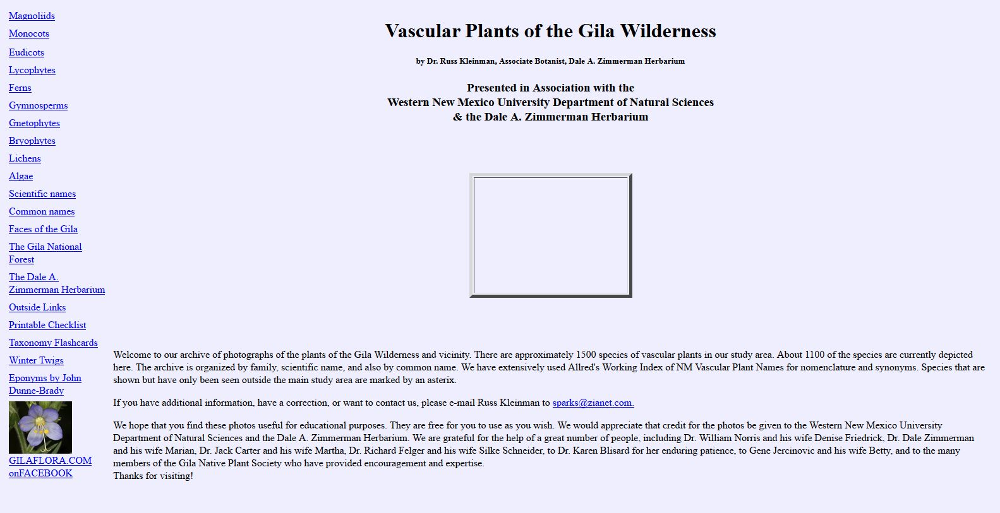 Magnoliids
Monocots
Eudicots
Lycophytes
Ferns
Gymnosperms
Gnetophytes
Bryophytes
Lichens
Algae
Scientific names
Common names
Faces of the Gila
The Gila National
Forest
The Dale A.
Zimmerman Herbarium
Outside Links
Printable Checklist
Taxonomy Flashcards
Winter Twigs
Eponyms by John
Dunne-Brady
GILAFLORA.COM
onFACEBOOK
Vascular Plants of the Gila Wilderness
by Dr. Russ Kleinman, Associate Botanist, Dale A. Zimmerman Herbarium
Presented in Association with the
Western New Mexico University Department of Natural Sciences
& the Dale A. Zimmerman Herbarium
Welcome to our archive of photographs of the plants of the Gila Wilderness and vicinity. There are approximately 1500 species of vascular plants in our study area. About 1100 of the species are currently depicted
here. The archive is organized by family, scientific name, and also by common name. We have extensively used Allred's Working Index of NM Vascular Plant Names for nomenclature and synonyms. Species that are
shown but have only been seen outside the main study area are marked by an asterix.
If you have additional information, have a correction, or want to contact us, please e-mail Russ Kleinman to sparks@zianet.com.
We hope that you find these photos useful for educational purposes. They are free for you to use as you wish. We would appreciate that credit for the photos be given to the Western New Mexico University
Department of Natural Sciences and the Dale A. Zimmerman Herbarium. We are grateful for the help of a great number of people, including Dr. William Norris and his wife Denise Friedrick, Dr. Dale Zimmerman
and his wife Marian, Dr. Jack Carter and his wife Martha, Dr. Richard Felger and his wife Silke Schneider, to Dr. Karen Blisard for her enduring patience, to Gene Jercinovic and his wife Betty, and to the many
members of the Gila Native Plant Society who have provided encouragement and expertise.
Thanks for visiting!